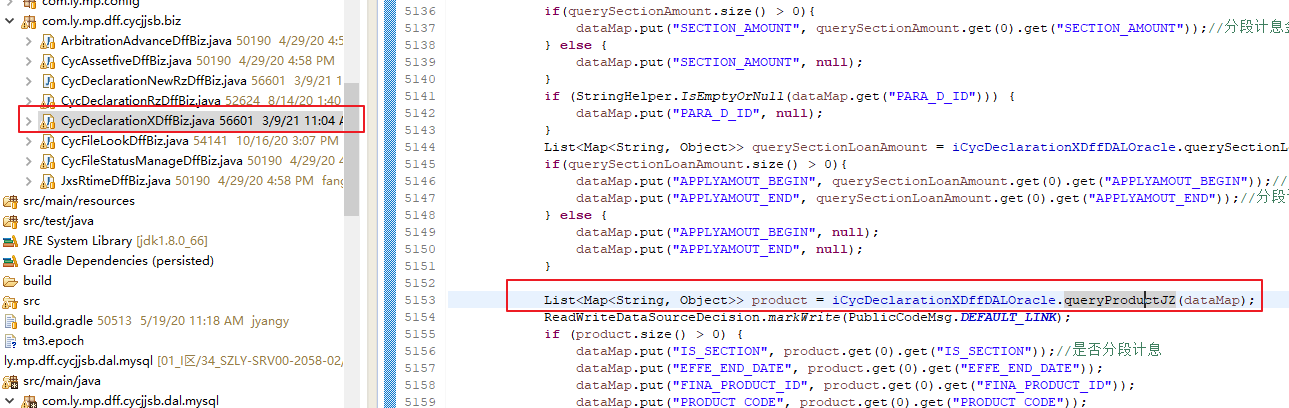 com.ly.mp.config
com.ly.mp.dff.cycjjsb.biz
ArbitrationAdvanceDffBiz.java 50190 4/29/20 4:5
CycAssetfiveDffBiz.java 50190 4/29/20 4:58 PM
CycDeclarationNewRzDffBiz.java 56601 3/9/21 1
CycDeclarationRzDffBiz.java 52624 8/14/20 1:40
CycDeclarationXDffBiz.java 56601 3/9/21 11:04 A
CycFileLookDffBiz.java 54141 10/16/20 3:07 PM
CycFileStatusManageDffBiz.java 50190 4/29/20 4
JxsRtimeDffBiz.java 50190 4/29/20 4:58 PM fang
src/main/resources
src/test/java
JRE System Library [jdk1.8.0_66]
Gradle Dependencies (persisted)
build
src
build.gradle 50513 5/19/20 11:18 AM jyangy
tm3.epoch
ly.mp.dff.cycjjsb.dal.mysql [01_I区/34_SZLY-SRV00-2058-02/
src/main/java
com.ly.mp.dff.cycjjsb.dal.mysql
5136 if(querySectionAmount.size() > 0){
5137 dataMap.put("SECTION_AMOUNT", querySectionAmount.get(0).get("SECTION_AMOUNT"));//分段计息金
5138 } else {
5139 dataMap.put("SECTION_AMOUNT", null);
5140 }
5141 if (StringHelper.IsEmptyOrNull(dataMap.get("PARA_D_ID"))) {
5142 dataMap.put("PARA_D_ID", null);
5143 }
5144 List<Map<String, Object>> querySectionLoanAmount = iCycDeclarationXDffDALOracle.querySectionLo
5145 if(querySectionLoanAmount.size() > 0){
5146 dataMap.put("APPLYAMOUT_BEGIN", querySectionLoanAmount.get(0).get("APPLYAMOUT_BEGIN"));//
5147 dataMap.put("APPLYAMOUT_END", querySectionLoanAmount.get(0).get("APPLYAMOUT_END"));//分段
5148 } else {
5149 dataMap.put("APPLYAMOUT_BEGIN", null);
5150 dataMap.put("APPLYAMOUT_END", null);
5151 }
5152
5153 List<Map<String, Object>> product = iCycDeclarationXDffDALOracle.queryProductJZ(dataMap);
5154 ReadWriteDataSourceDecision.markWrite(PublicCodeMsg.DEFAULT_LINK);
5155 if (product.size() > 0) {
5156 dataMap.put("IS_SECTION", product.get(0).get("IS_SECTION"));//是否分段计息
5157 dataMap.put("EFFE_END_DATE", product.get(0).get("EFFE_END_DATE"));
5158 dataMap.put("FINA_PRODUCT_ID", product.get(0).get("FINA_PRODUCT_ID"));
5159 dataMap.put("PRODUCT_CODE", product.get(0).get("PRODUCT_CODE"));